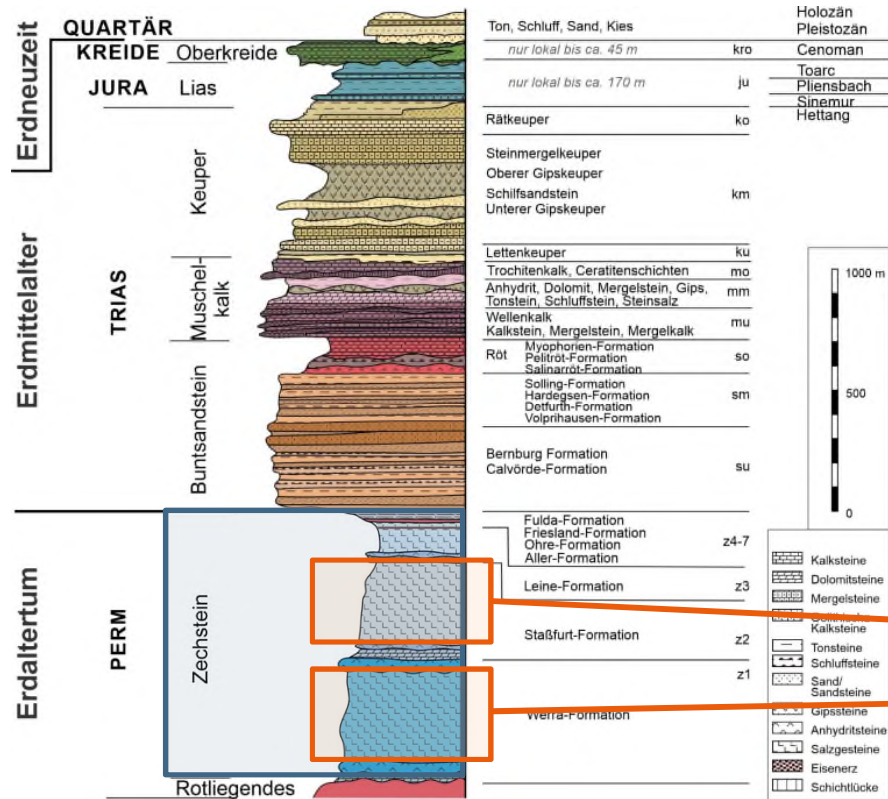 Erdneuzeit
Erdmittelalter
Erdaltertum
QUARTÄR
KREIDE
JURA
TRIAS
PERM
Oberkreide
Lias
Keuper
Muschel-
kalk
Buntsandstein
Zechstein
Rotliegendes
Ton, Schluff, Sand, Kies
nur lokal bis ca. 45 m kro
nur lokal bis ca. 170 m ju
Rätkeuper ko
Steinmergelkeuper
Oberer Gipskeuper
Schilfsandstein km
Unterer Gipskeuper
Lettenkeuper ku
Trochitenkalk, Ceratitenschichten mo
Anhydrit, Dolomit, Mergelstein, Gips, mm
Tonstein, Schluffstein, Steinsalz
Wellenkalk mu
Kalkstein, Mergelstein, Mergelkalk
Röt Myophorien-Formation
Pelitröt-Formation so
Salinarröt-Formation
Solling-Formation
Hardegsen-Formation sm
Detfurth-Formation
Volprihausen-Formation
Bernburg Formation su
Calvörde-Formation
Fulda-Formation
Friesland-Formation z4-7
Ohre-Formation
Aller-Formation
Leine-Formation z3
Staßfurt-Formation z2
z1
Werra-Formation
Holozän
Pleistozän
Cenoman
Toarc
Pliensbach
Sinemur
Hettang
1000 m
500
0
Kalksteine
Dolomitsteine
Mergelsteine
Kalksteine
Tonsteine
Schluffsteine
Sand/
Sandsteine
Gipssteine
Anhydritsteine
Salzgesteine
Eisenerz
Schichtlücke